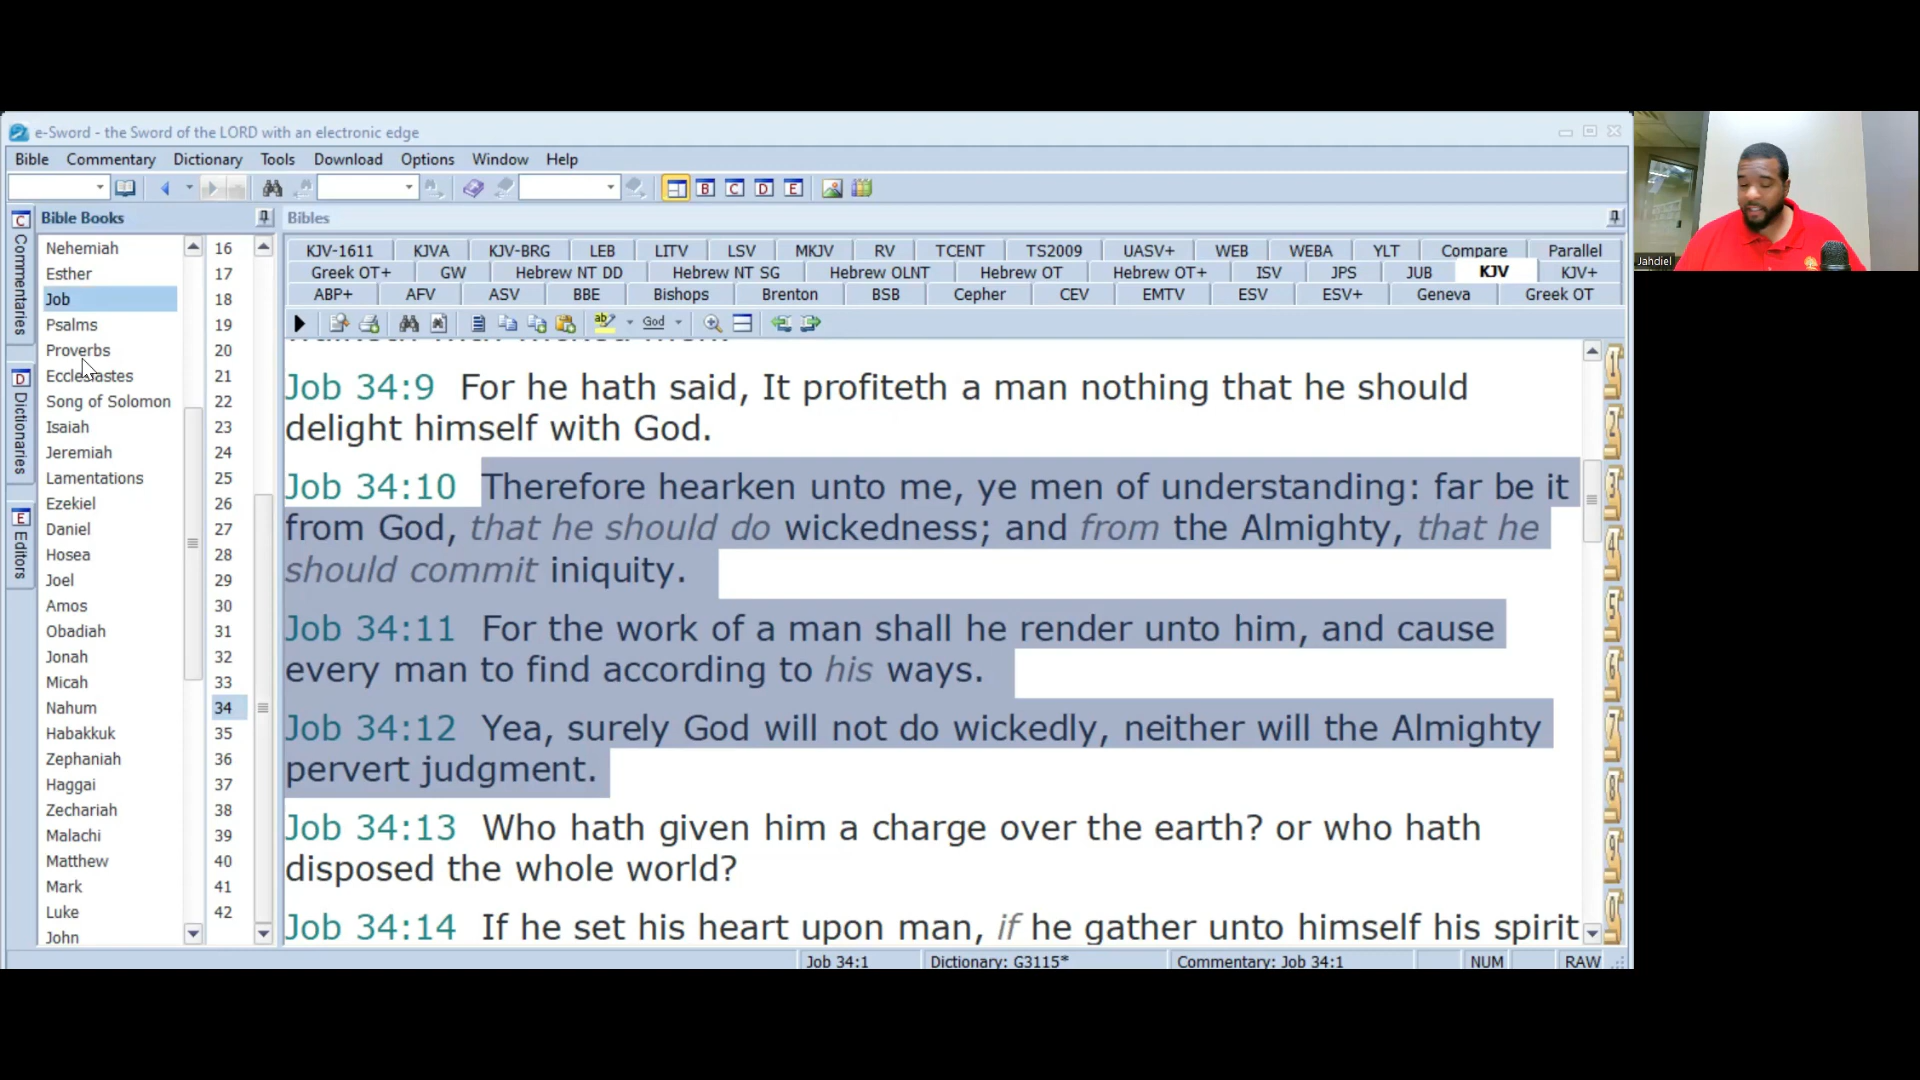 e-Sword - the Sword of the LORD with an electronic edge
Bible Commentary Dictionary Tools Download Options Window Help
B C D E
C Commentaries
D Dictionaries
E Editors
Bible Books
Nehemiah
Esther
Job
Psalms
Proverbs
Ecclesiastes
Song of Solomon
Isaiah
Jeremiah
Lamentations
Ezekiel
Daniel
Hosea
Joel
Amos
Obadiah
Jonah
Micah
Nahum
Habakkuk
Zephaniah
Haggai
Zechariah
Malachi
Matthew
Mark
Luke
John
16
17
18
19
20
21
22
23
24
25
26
27
28
29
30
31
32
33
34
35
36
37
38
39
40
41
42
Bibles
KJV-1611 KJVA KJV-BRG LEB LITV LSV MKJV RV TCENT TS2009 UASV+ WEB WEBA YLT Compare Parallel
Greek OT+ GW Hebrew NT DD Hebrew NT SG Hebrew OLNT Hebrew OT Hebrew OT+ ISV JPS JUB KJV KJV+
ABP+ AFV ASV BBE Bishops Brenton BSB Cepher CEV EMTV ESV ESV+ Geneva Greek OT
ab God
Job 34:9 For he hath said, It profiteth a man nothing that he should
delight himself with God.
Job 34:10 Therefore hearken unto me, ye men of understanding: far be it
from God, that he should do wickedness; and from the Almighty, that he
should commit iniquity.
Job 34:11 For the work of a man shall he render unto him, and cause
every man to find according to his ways.
Job 34:12 Yea, surely God will not do wickedly, neither will the Almighty
pervert judgment.
Job 34:13 Who hath given him a charge over the earth? or who hath
disposed the whole world?
Job 34:14 If he set his heart upon man, if he gather unto himself his spirit
1
2
3
4
5
6
7
8
9
0
Job 34:1 Dictionary: G3115* Commentary: Job 34:1 NUM RAW
Jahdiel